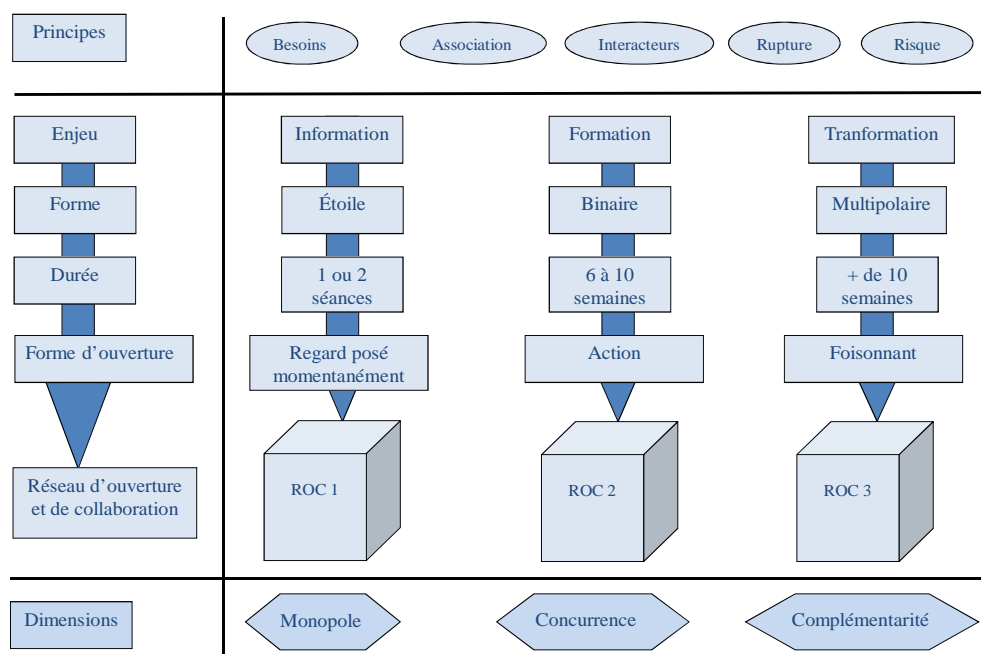 Principes
Besoins
Association
Interacteurs
Rupture
Risque
Enjeu
Information
Formation
Tranformation
Forme
Étoile
Binaire
Multipolaire
Durée
1 ou 2
séances
6 à 10
semaines
+ de 10
semaines
Forme d’ouverture
Regard posé
momentanément
Action
Foisonnant
Réseau d’ouverture
et de collaboration
ROC 1
ROC 2
ROC 3
Dimensions
Monopole
Concurrence
Complémentarité